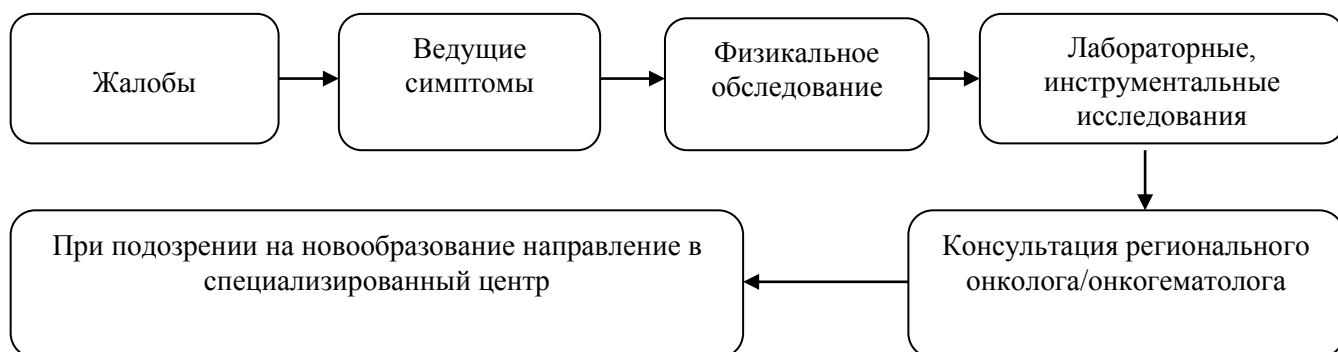 Жалобы
Ведущие
симптомы
Физикальное
обследование
Лабораторные,
инструментальные
исследования
Консультация регионального
онколога/онкогематолога
При подозрении на новообразование направление в
специализированный центр